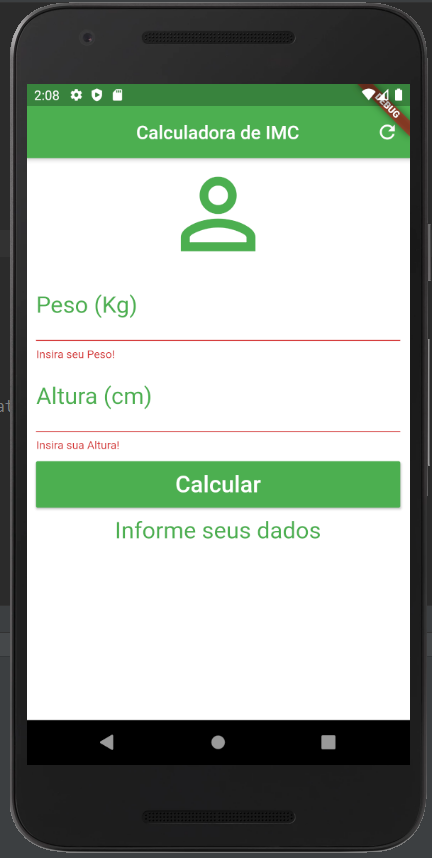 2:08
DEBUG
Calculadora de IMC
Peso (Kg)
Insira seu Peso!
Altura (cm)
Insira sua Altura!
Calcular
Informe seus dados